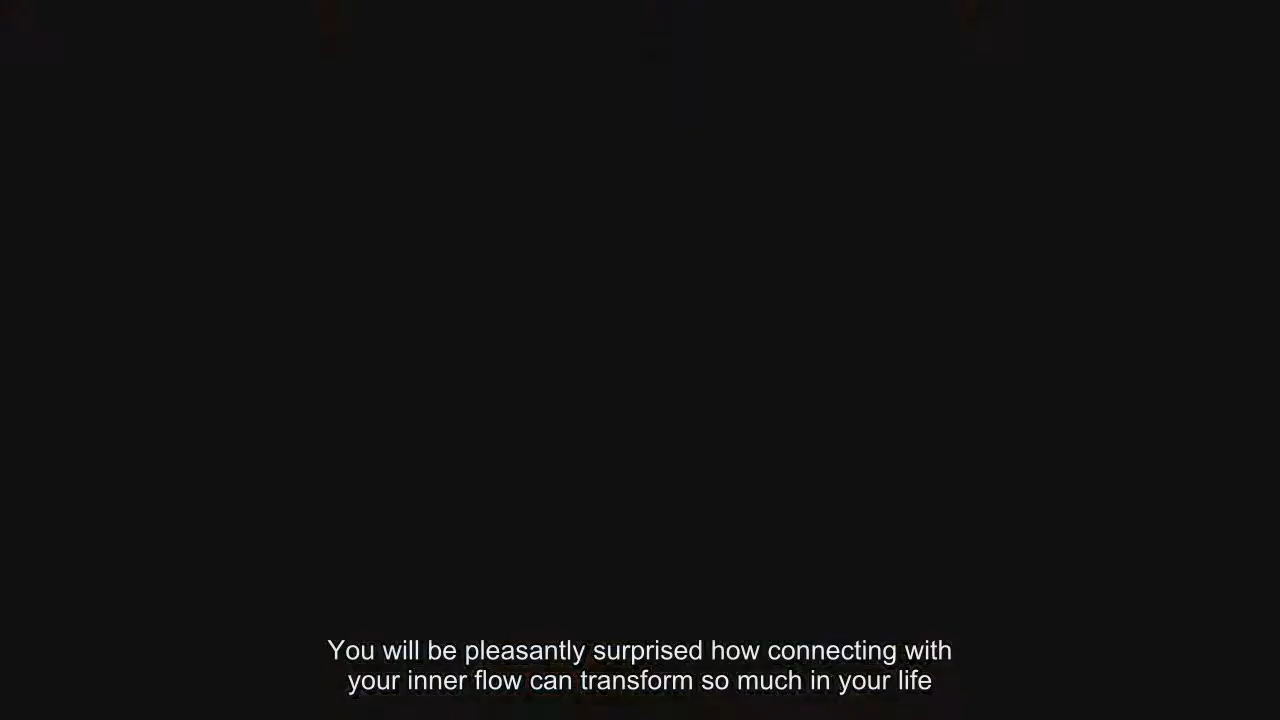 You will be pleasantly surprised how connecting with
your inner flow can transform so much in your life